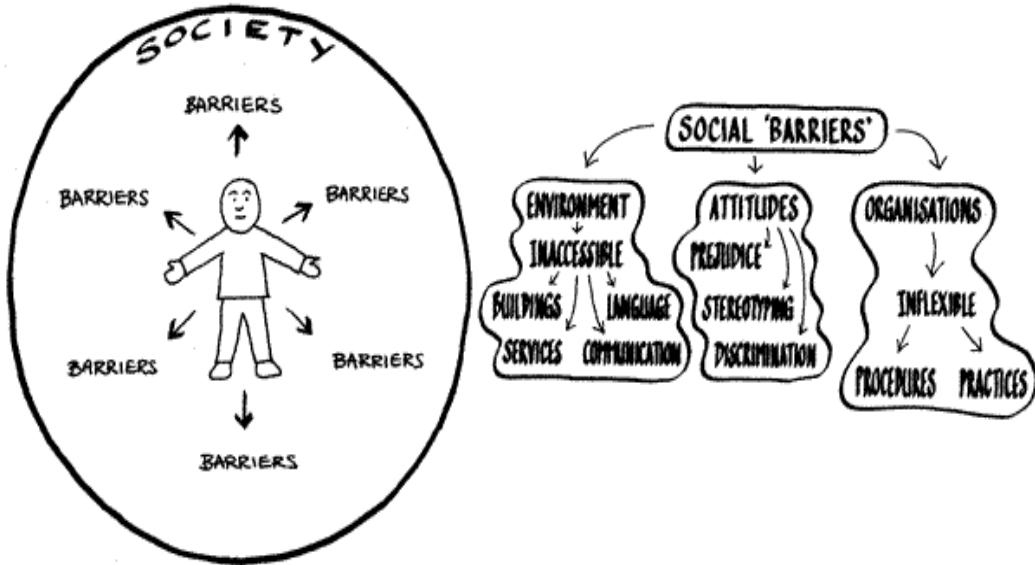 SOCIETY
BARRIERS
BARRIERS
BARRIERS
BARRIERS
BARRIERS
BARRIERS
SOCIAL 'BARRIERS'
ENVIRONMENT
INACCESSIBLE
BUILDINGS
LANGUAGE
SERVICES
COMMUNICATION
ATTITUDES
PREJUDICE
STEREOTYPING
DISCRIMINATION
ORGANISATIONS
INFLEXIBLE
PROCEDURES
PRACTICES